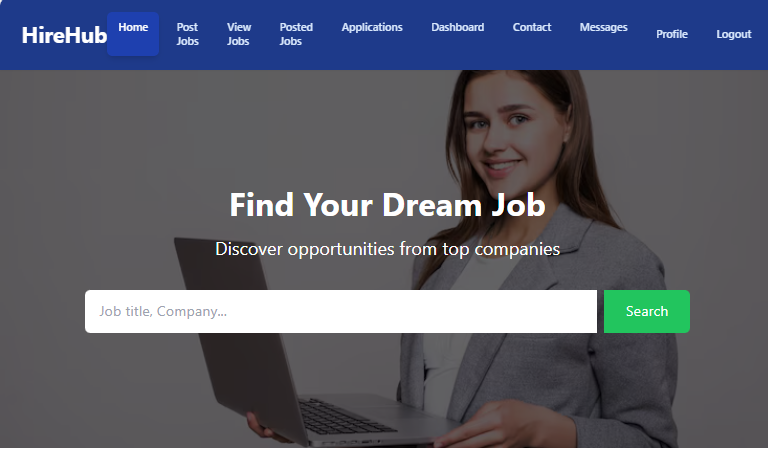 HireHub
Home
Post
Jobs
View
Jobs
Posted
Jobs
Applications
Dashboard
Contact
Messages
Profile
Logout
Find Your Dream Job
Discover opportunities from top companies
Job title, Company...
Search